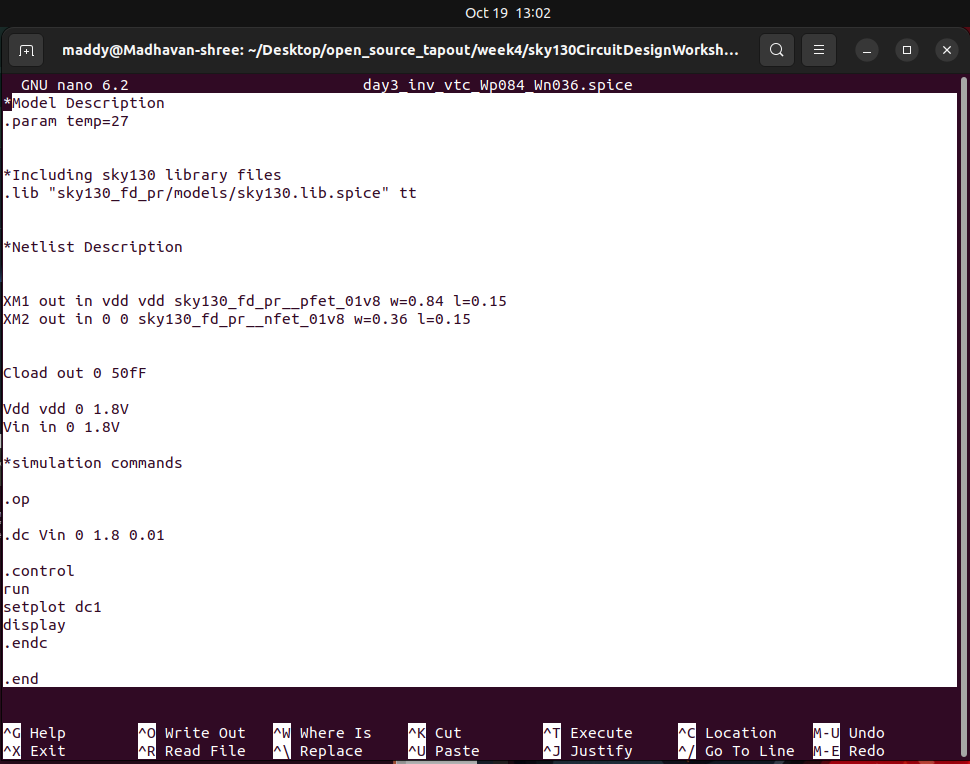 Oct 19 13:02
maddy@Madhavan-shree: ~/Desktop/open_source_tapout/week4/sky130CircuitDesignWorksh...
GNU nano 6.2 day3_inv_vtc_Wp084_Wn036.spice
*Model Description
.param temp=27
*Including sky130 library files
.lib "sky130_fd_pr/models/sky130.lib.spice" tt
*Netlist Description
XM1 out in vdd vdd sky130_fd_pr__pfet_01v8 w=0.84 l=0.15
XM2 out in 0 0 sky130_fd_pr__nfet_01v8 w=0.36 l=0.15
Cload out 0 50fF
Vdd vdd 0 1.8V
Vin in 0 1.8V
*simulation commands
.op
.dc Vin 0 1.8 0.01
.control
run
setplot dc1
display
.endc
.end
^G Help ^O Write Out ^W Where Is ^K Cut ^T Execute ^C Location M-U Undo
^X Exit ^R Read File ^\ Replace ^U Paste ^J Justify ^/ Go To Line M-E Redo